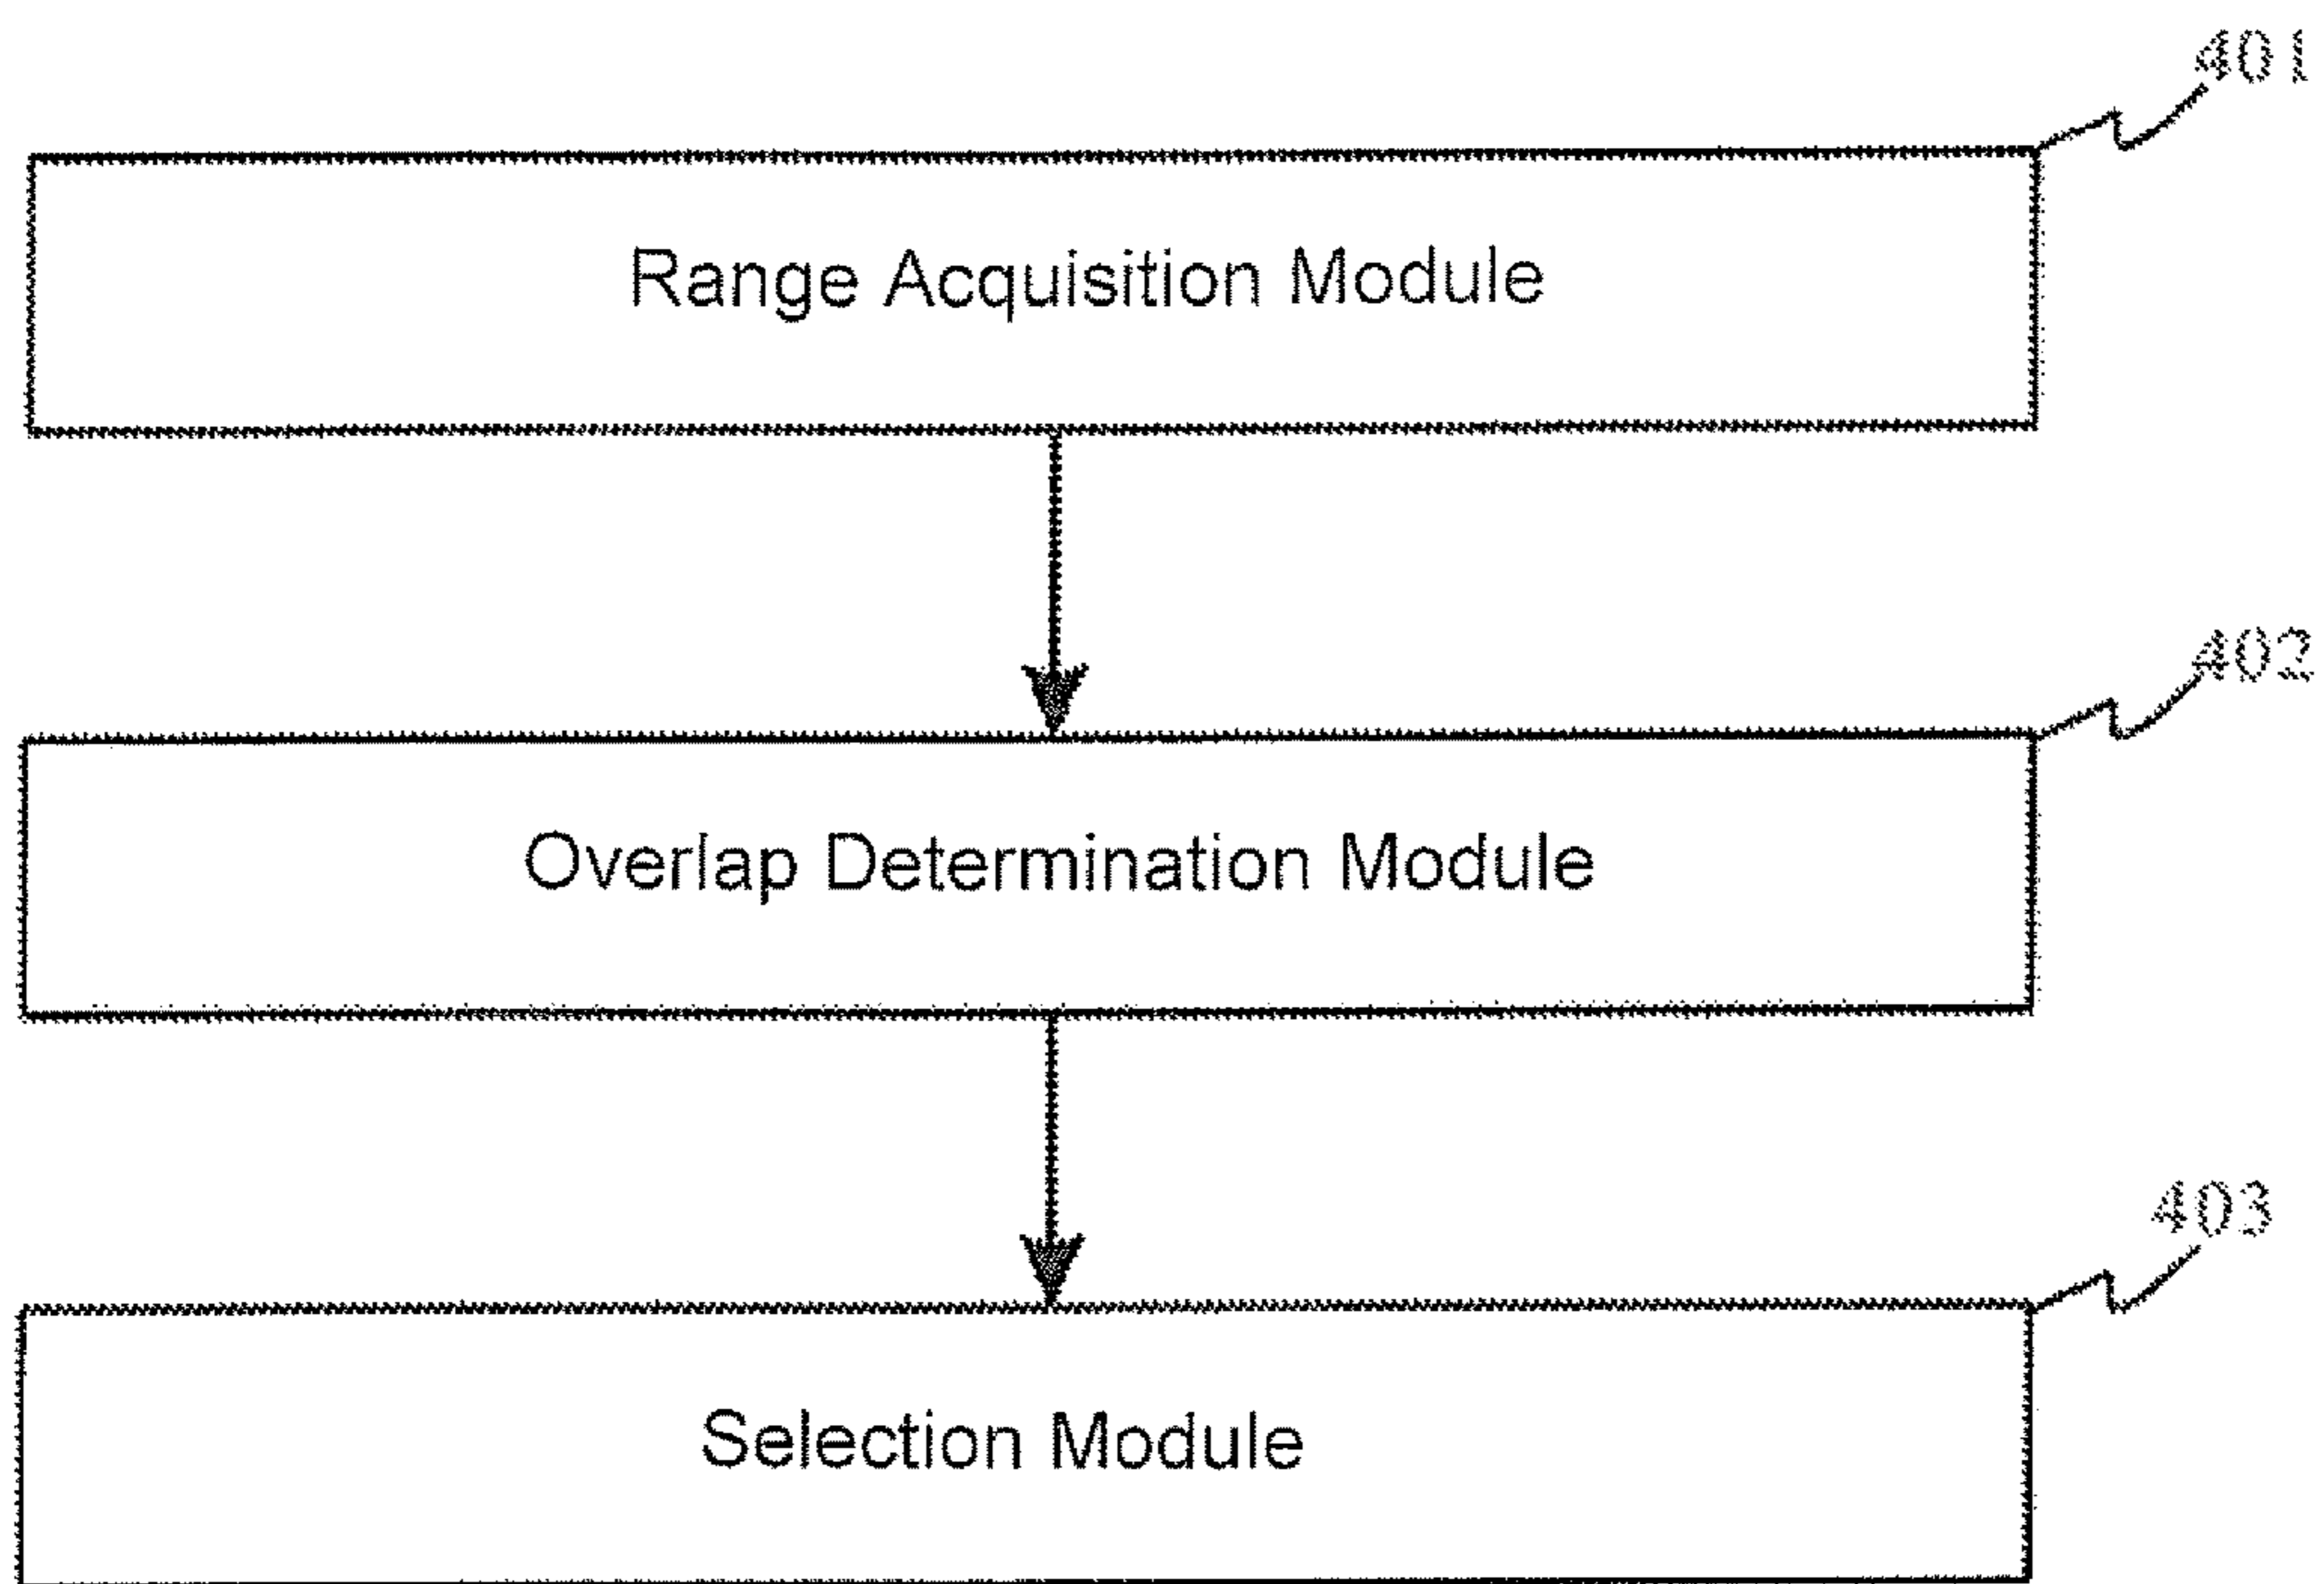 401
Range Acquisition Module
402
Overlap Determination Module
403
Selection Module